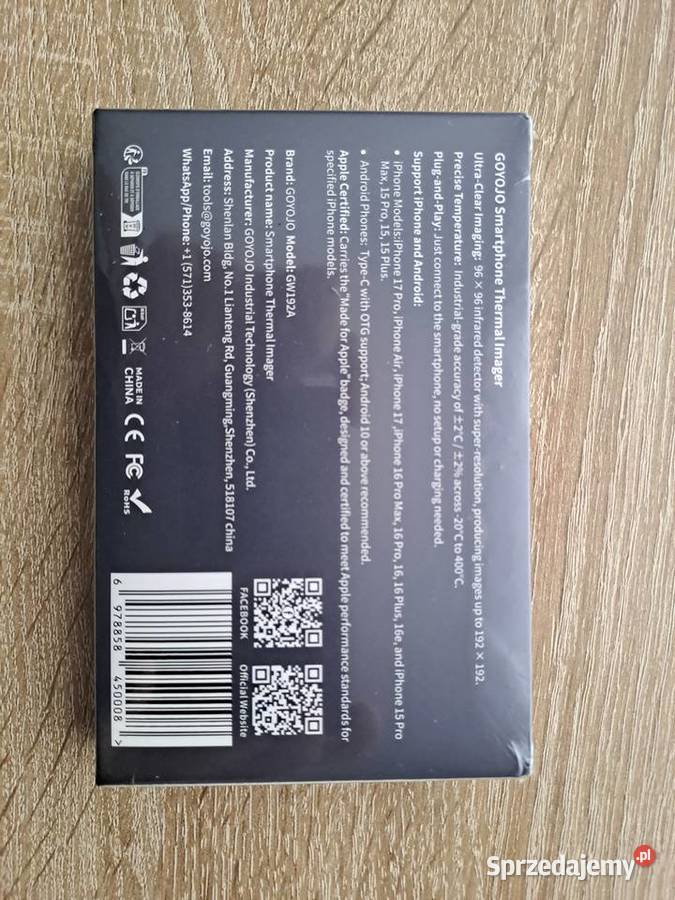 GOYOJO Smartphone Thermal Imager
Ultra-Clear Imaging: 96 × 96 infrared detector with super-resolution, producing images up to 192 × 192.
Precise Temperature: Industrial-grade accuracy of ±2°C / ±2% across -20°C to 400°C.
Plug-and-Play: Just connect to the smartphone, no setup or charging needed.
Support iPhone and Android:
• iPhone Models:iPhone 17 Pro, iPhone Air, iPhone 17 ,iPhone 16 Pro Max, 16 Pro, 16, 16 Plus, 16e, and iPhone 15 Pro
Max, 15 Pro, 15,15 Plus.
• Android Phones: Type-C with OTG support, Android 10 or above recommended.
Apple Certified: Carries the "Made for Apple" badge, designed and certified to meet Apple performance standards for
specified iPhone models.
Brand: GOYOJO Model: GW192A
Product name: Smartphone Thermal Imager
Manufacturer: GOYOJO Industrial Technology (Shenzhen) Co., Ltd.
Address: Shenlan Bldg, No.1 Lianteng Rd, Guangming,Shenzhen, 518107 china
Email: tools@goyojo.com
WhatsApp/Phone: +1 (571)353-8614
FACEBOOK
Official Website
MADE IN
CHINA
CE
FC
RoHS
6 978858 450008 >
Sprzedajemy.pl